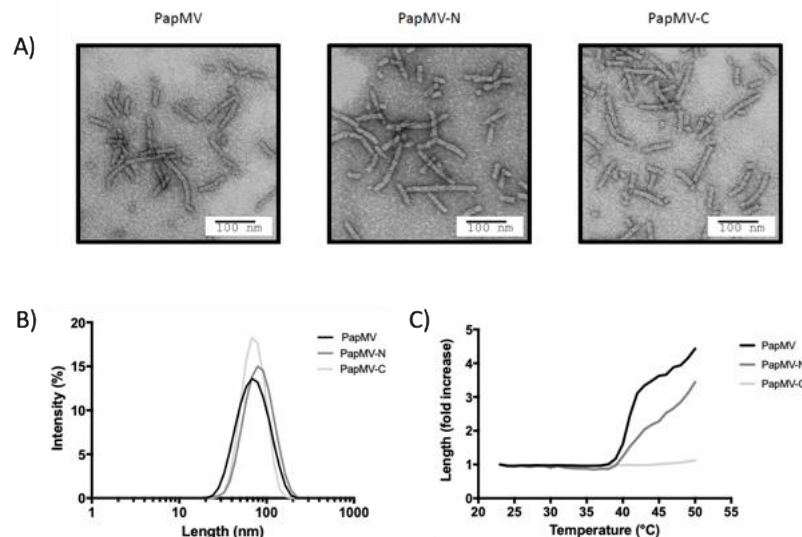 PapMV
PapMV-N
PapMV-C
A)
100 nm
100 nm
100 nm
B)
20
15
10
5
0
Intensity (%)
1
10
100
1000
Length (nm)
PapMV
PapMV-N
PapMV-C
C)
5
4
3
2
1
0
Length (fold increase)
20
25
30
35
40
45
50
55
Temperature (°C)
PapMV
PapMV-N
PapMV-C